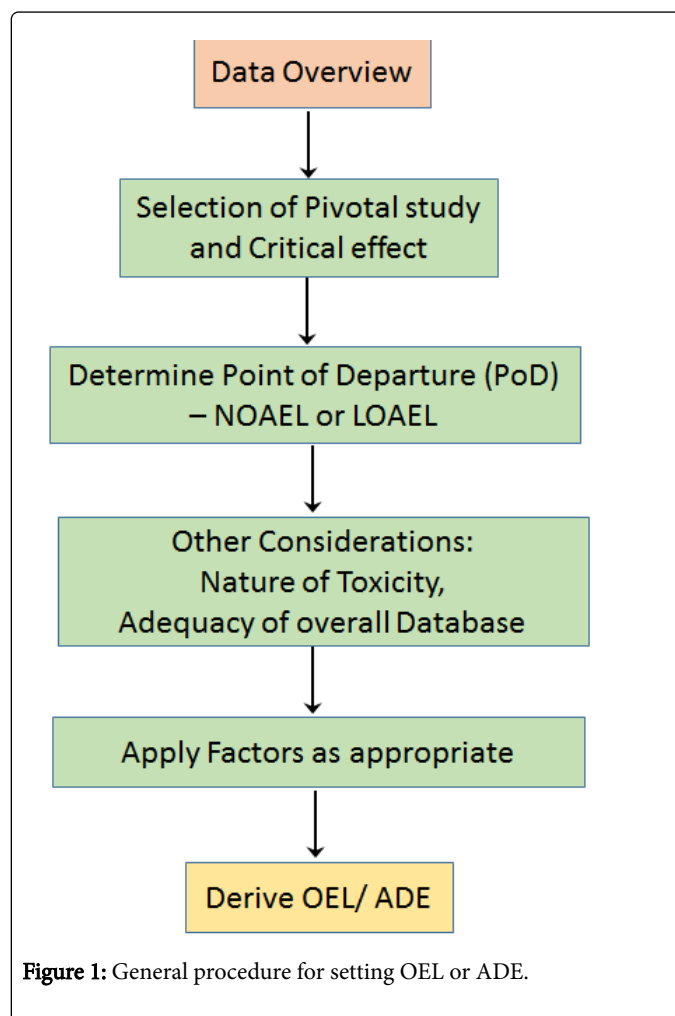 Data Overview
Selection of Pivotal study
and Critical effect
Determine Point of Departure (PoD)
– NOAEL or LOAEL
Other Considerations:
Nature of Toxicity,
Adequacy of overall Database
Apply Factors as appropriate
Derive OEL/ ADE
Figure 1: General procedure for setting OEL or ADE.